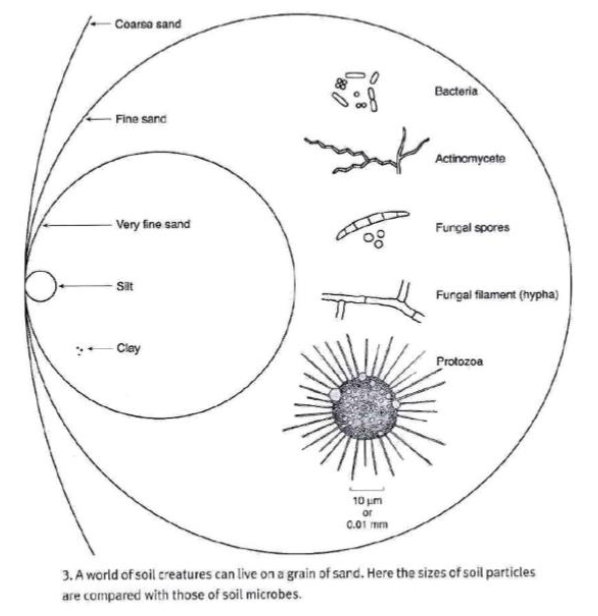 Coarse sand
Fine sand
Very fine sand
Silt
Clay
Bacteria
Actinomycete
Fungal spores
Fungal filament (hypha)
Protozoa
10 µm
or
0.01 mm
3. A world of soil creatures can live on a grain of sand. Here the sizes of soil particles
are compared with those of soil microbes.